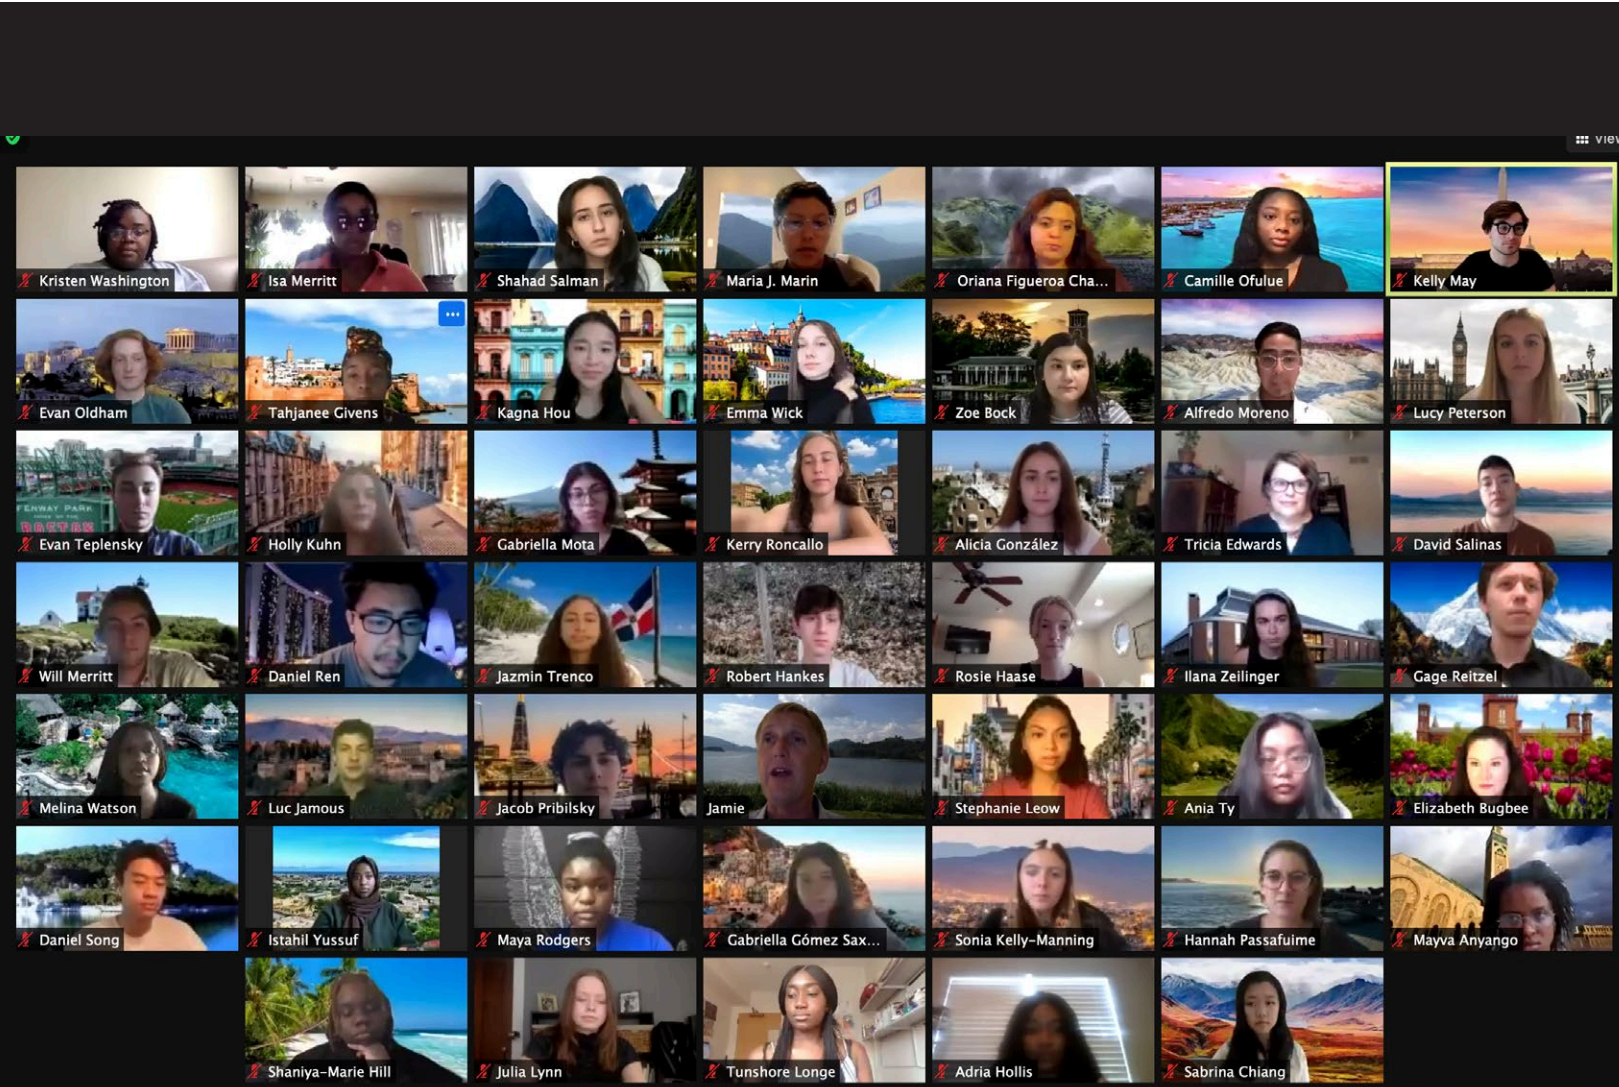 View
Kristen Washington
Isa Merritt
Shahad Salman
Maria J. Marin
Oriana Figueroa Cha...
Camille Ofulue
Kelly May
Evan Oldham
Tahjanee Givens
Kagna Hou
Emma Wick
Zoe Bock
Alfredo Moreno
Lucy Peterson
FENWAY PARK
BOSTON
Evan Teplensky
Holly Kuhn
Gabriella Mota
Kerry Roncallo
Alicia González
Tricia Edwards
David Salinas
Will Merritt
Daniel Ren
Jazmin Trenco
Robert Hankes
Rosie Haase
Ilana Zeilinger
Gage Reitzel
Melina Watson
Luc Jamous
Jacob Pribilsky
Jamie
Stephanie Leow
Ania Ty
Elizabeth Bugbee
Daniel Song
Istahil Yussuf
Maya Rodgers
Gabriella Gómez Sax...
Sonia Kelly-Manning
Hannah Passafuime
Mayva Anyango
Shaniya-Marie Hill
Julia Lynn
Tunshore Longe
Adria Hollis
Sabrina Chiang